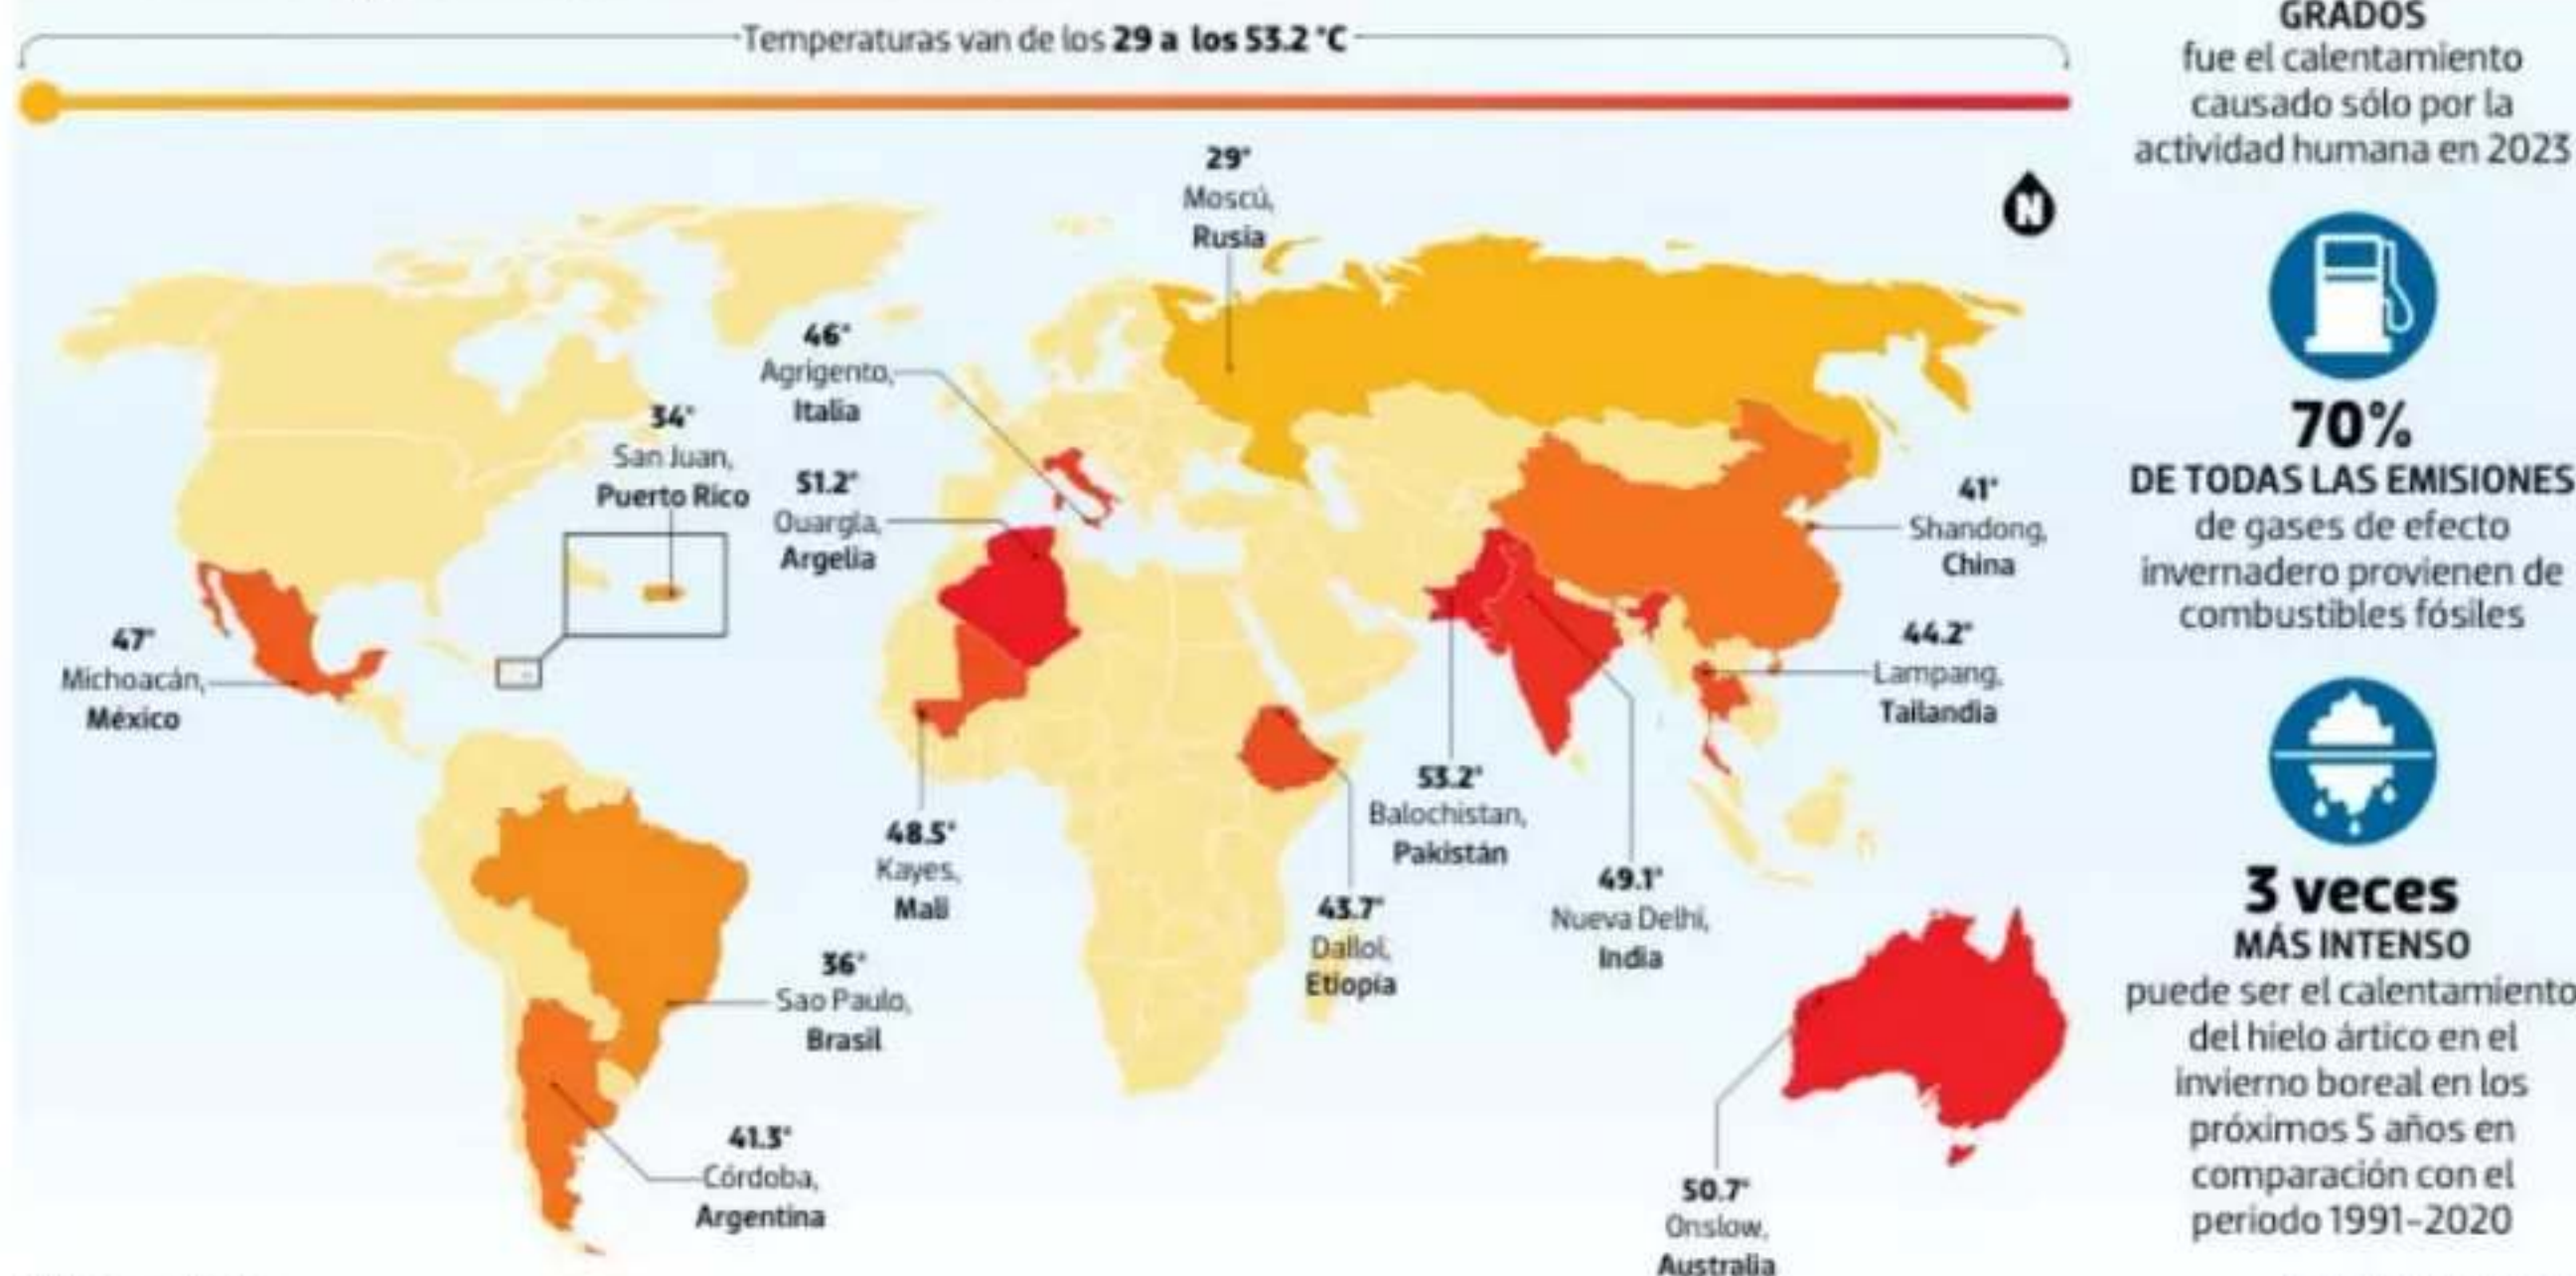 Temperaturas van de los 29 a los 53.2 °C
29°
Moscú,
Rusia
N
46°
Agrigento,
Italia
34°
San Juan,
Puerto Rico
51.2°
Ouargla,
Argelia
41°
Shandong,
China
47°
Michoacán,
México
44.2°
Lampang,
Tailandia
53.2°
Balochistan,
Pakistán
48.5°
Kayes,
Mali
49.1°
Nueva Delhi,
India
43.7°
Dallol,
Etiopía
36°
Sao Paulo,
Brasil
41.3°
Córdoba,
Argentina
50.7°
Onslow,
Australia
GRADOS
fue el calentamiento
causado sólo por la
actividad humana en 2023
70%
DE TODAS LAS EMISIONES
de gases de efecto
invernadero provienen de
combustibles fósiles
3 veces
MÁS INTENSO
puede ser el calentamiento
del hielo ártico en el
invierno boreal en los
próximos 5 años en
comparación con el
periodo 1991-2020